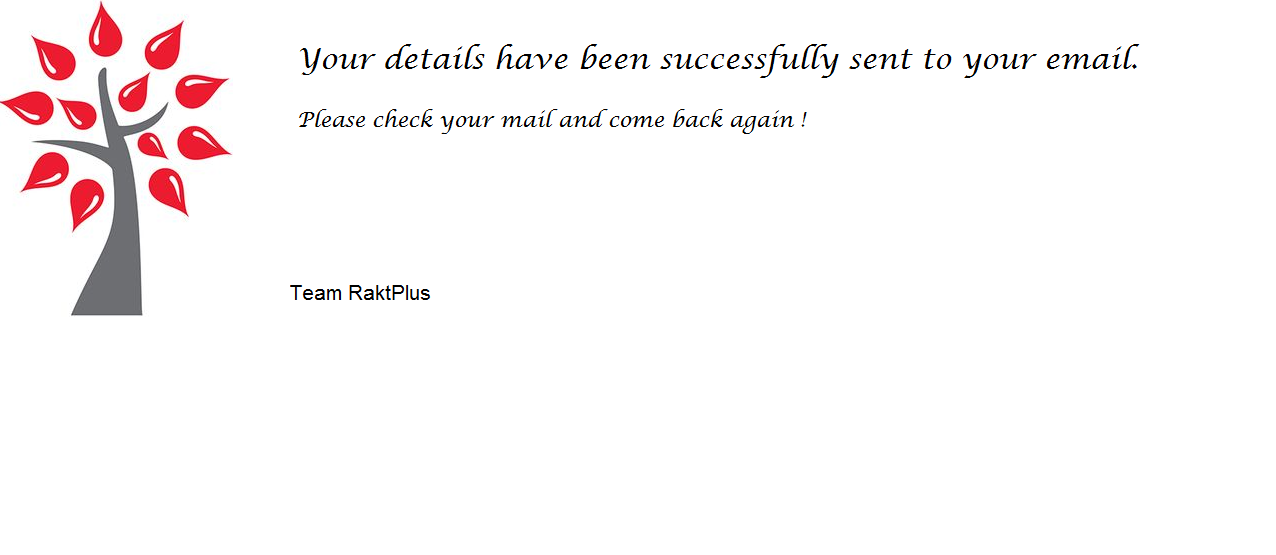 Your details have been successfully sent to your email.
Please check your mail and come back again !
Team RaktPlus